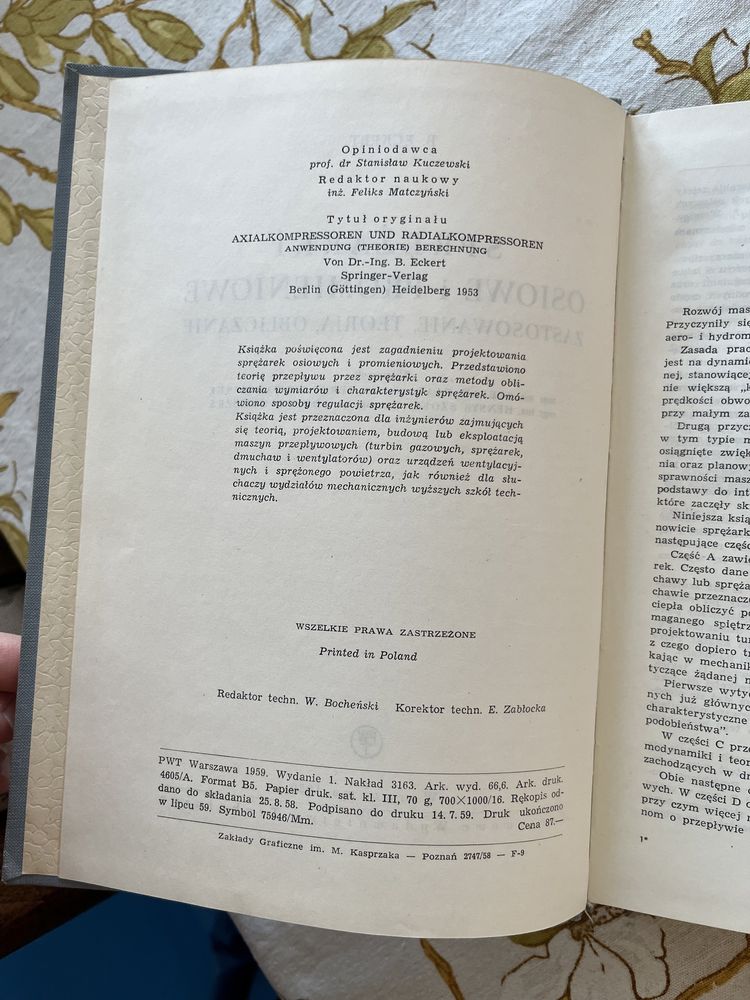 Opiniodawca
prof. dr Stanisław Kuczewski
Redaktor naukowy
inż. Feliks Matczyński
Tytuł oryginału
AXIALKOMPRESSOREN UND RADIALKOMPRESSOREN
ANWENDUNG (THEORIE) BERECHNUNG
Von Dr.-Ing. B. Eckert
Springer-Verlag
Berlin (Göttingen) Heidelberg 1953
Książka poświęcona jest zagadnieniu projektowania
sprężarek osiowych i promieniowych. Przedstawiono
teorię przepływu przez sprężarki oraz metody obli-
czania wymiarów i charakterystyk sprężarek. Omó-
wiono sposoby regulacji sprężarek.
Książka jest przeznaczona dla inżynierów zajmujących
się teorią, projektowaniem, budową lub eksploatacją
maszyn przepływowych (turbin gazowych, sprężarek,
dmuchaw i wentylatorów) oraz urządzeń wentylacyj-
nych i sprężonego powietrza, jak również dla słu-
chaczy wydziałów mechanicznych wyższych szkół tech-
nicznych.
WSZELKIE PRAWA ZASTRZEŻONE
Printed in Poland
Redaktor techn. W. Bocheński Korektor techn. E. Zabłocka
PWT Warszawa 1959. Wydanie 1. Nakład 3163. Ark. wyd. 66,6. Ark. druk.
4605/A. Format B5. Papier druk. sat. kl. III, 70 g, 700×1000/16. Rękopis od-
dano do składania 25.8.58. Podpisano do druku 14.7.59. Druk ukończono
w lipcu 59. Symbol 75946/Mm. Cena 87.—
Zakłady Graficzne im. M. Kasprzaka — Poznań 2747/58 — F-9
Rozwój mas
Przyczyniły się
aero- i hydrom
Zasada prac
jest na dynamic
nej, stanowiącej
nie większą „k
prędkości obwo
przy małym za
Drugą przycz
w tym typie m
osiągnięte zwięk
nia oraz planow
sprawności masz
podstawy do int
które zaczęły sk
Niniejsza ksią
nowicie sprężark
następujące częśc
Część A zawie
rek. Często dane
chawy lub spręża
chawie przeznaczo
ciepła obliczyć po
maganego spiętrz
projektowaniu tur
z czego dopiero tr
kając w mechanik
tyczące żądanej n
Pierwsze wytyc
nych już głównych
charakterystyczne
podobieństwa”.
W części C prze
modynamiki i teor
zachodzących w dr
Obie następne c
wych. W części D o
przy czym więcej m
nom o przepływie
1*